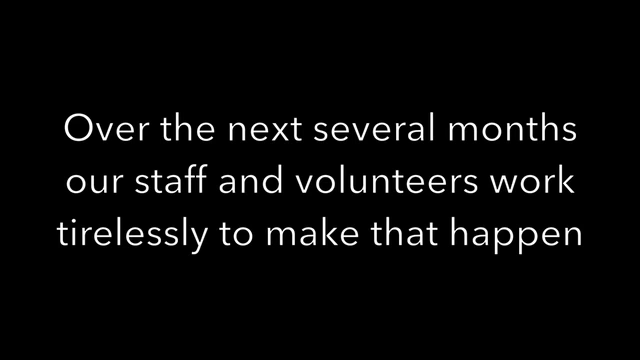 Over the next several months
our staff and volunteers work
tirelessly to make that happen